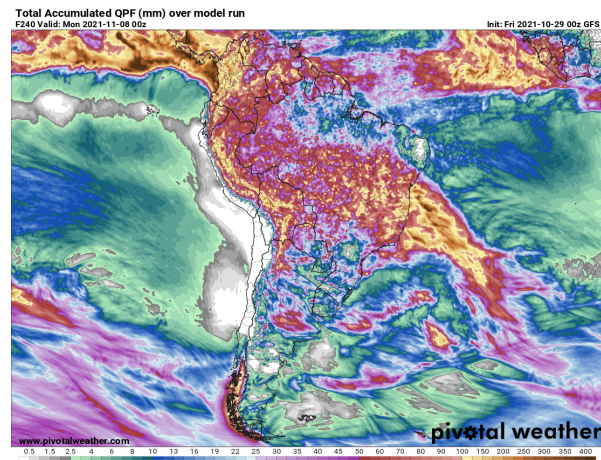 Total Accumulated QPF (mm) over model run
F240 Valid: Mon 2021-11-08 00z
Init: Fri 2021-10-29 00z GFS
pivotal weather
www.pivotalweather.com
0.5 1.5 2.5 4 6 8 10 13 16 19 22 25 30 35 40 45 50 60 70 80 90 100 150 200 250 300 350 400